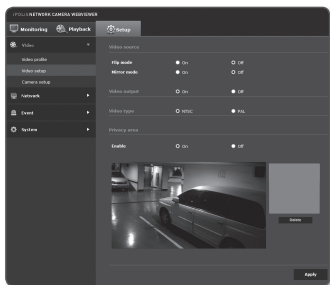 iPOLiS NETWORK CAMERA WEBVIEWER
Monitoring
Playback
Setup
Video
Video profile
Video setup
Camera setup
Network
Event
System
Video source
Flip mode On Off
Mirror mode On Off
Video output On Off
Video type NTSC PAL
Privacy area
Enable On Off
Delete
Apply